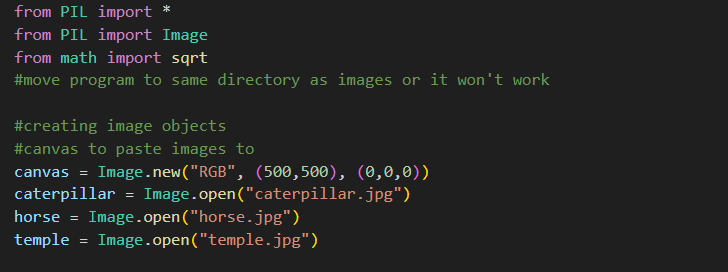 from PIL import *
from PIL import Image
from math import sqrt
#move program to same directory as images or it won't work
#creating image objects
#canvas to paste images to
canvas = Image.new("RGB", (500,500), (0,0,0))
caterpillar = Image.open("caterpillar.jpg")
horse = Image.open("horse.jpg")
temple = Image.open("temple.jpg")